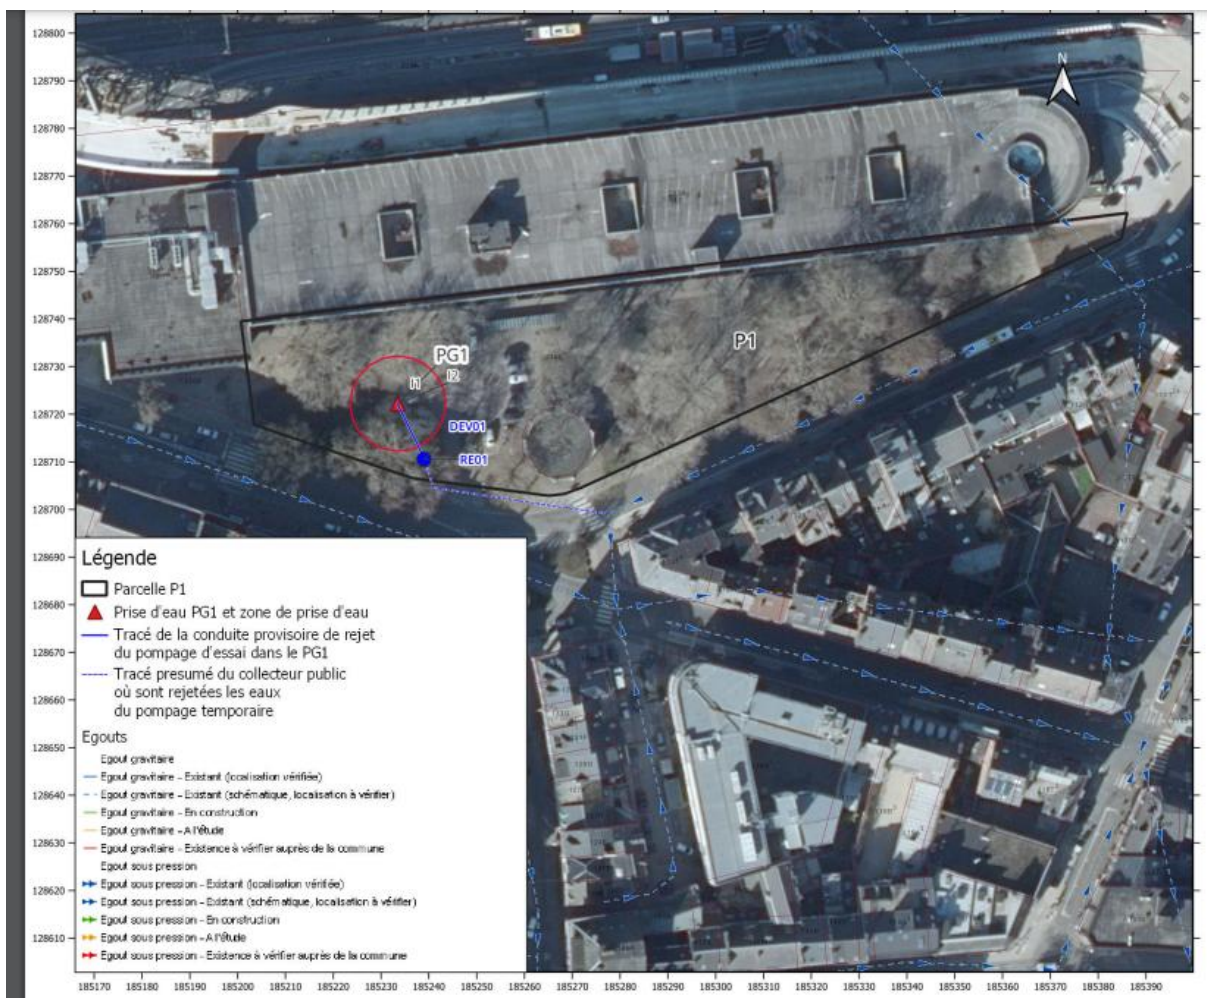 N
128800
128790
128780
128770
128760
128750
128740
128730
128720
128710
128700
128690
128680
128670
128660
128650
128640
128630
128620
128610
P1
PG1
I1
I2
DEV01
RE01
Légende
Parcelle P1
Prise d'eau PG1 et zone de prise d'eau
Tracé de la conduite provisoire de rejet
du pompage d'essai dans le PG1
Tracé presumé du collecteur public
où sont rejetées les eaux
du pompage temporaire
Egouts
Egout gravitaire
Egout gravitaire - Existant (localisation vérifiée)
Egout gravitaire - Existant (schématique, localisation à vérifier)
Egout gravitaire - En construction
Egout gravitaire - A l'étude
Egout gravitaire - Existence à vérifier auprès de la commune
Egout sous pression
Egout sous pression - Existant (localisation vérifiée)
Egout sous pression - Existant (schématique, localisation à vérifier)
Egout sous pression - En construction
Egout sous pression - A l'étude
Egout sous pression - Existence à vérifier auprès de la commune
185170 185180 185190 185200 185210 185220 185230 185240 185250 185260 185270 185280 185290 185300 185310 185320 185330 185340 185350 185360 185370 185380 185390